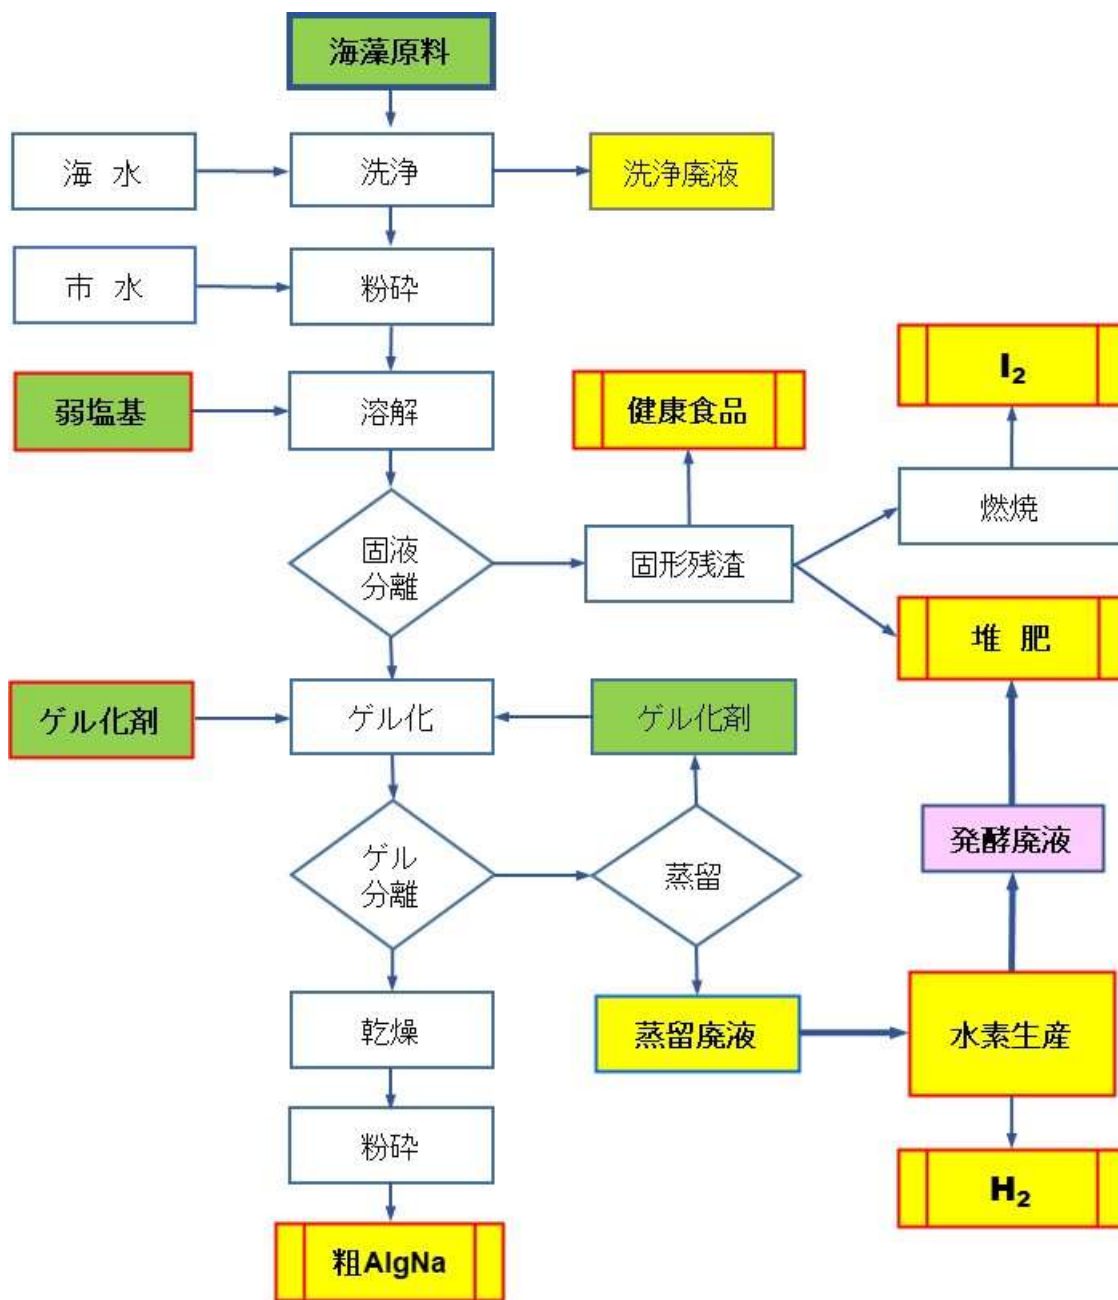 海藻原料
海 水
洗浄
洗浄廃液
市 水
粉砕
弱塩基
溶解
健康食品
I₂
固液
分離
固形残渣
燃焼
堆 肥
ゲル化剤
ゲル化
ゲル化剤
発酵廃液
ゲル
分離
蒸留
乾燥
蒸留廃液
水素生産
粉砕
H₂
粗AlgNa